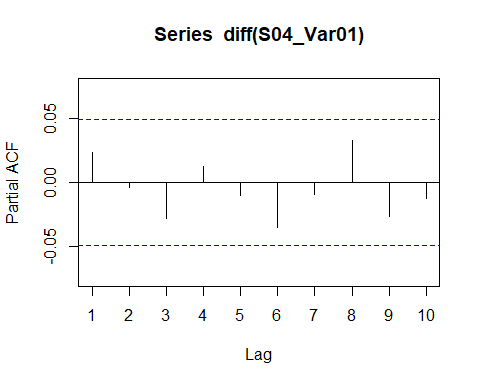 Series  diff(S04_Var01)
Partial ACF
0.05
0.00
-0.05
1 2 3 4 5 6 7 8 9 10
Lag